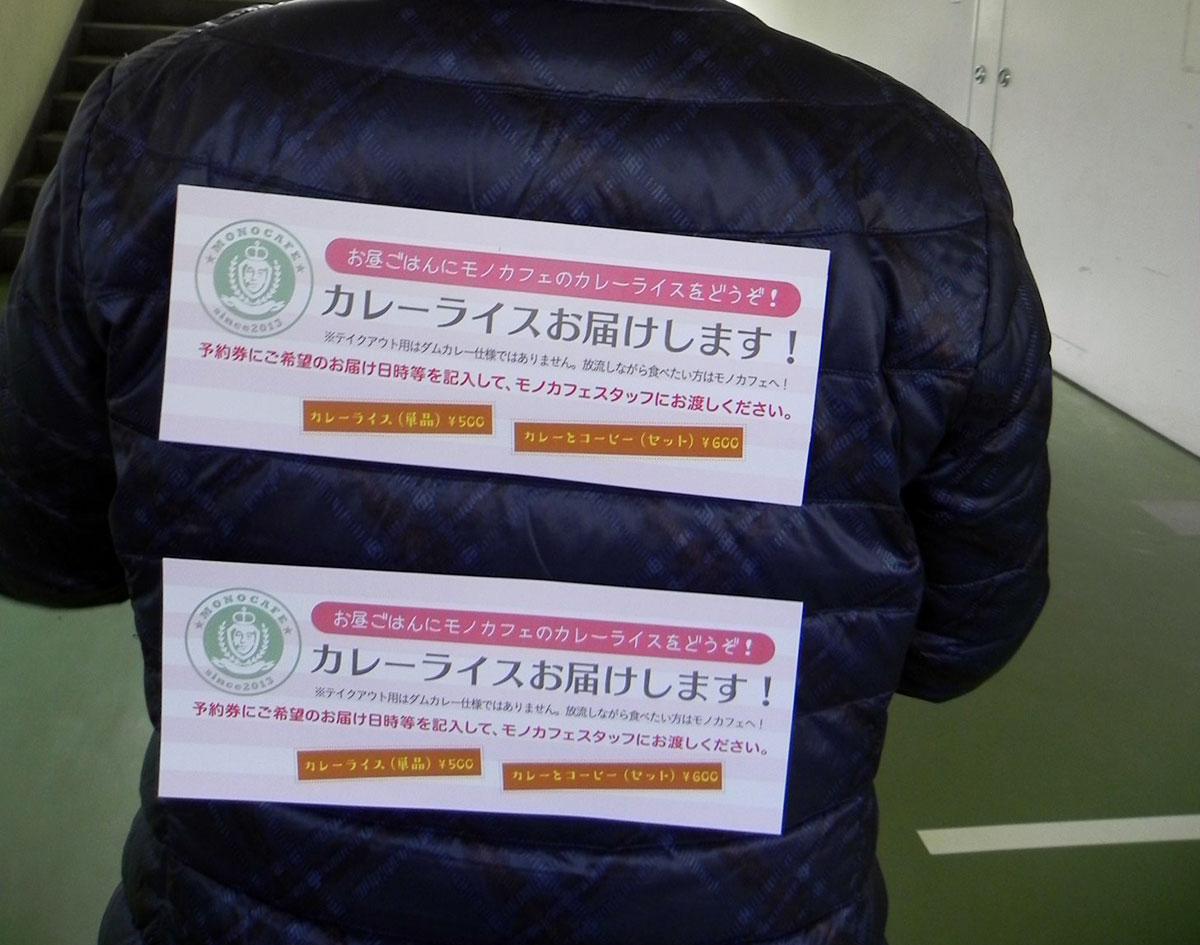 MONOCAFE
since2013
お昼ごはんにモノカフェのカレーライスをどうぞ!
カレーライスお届けします!
※テイクアウト用はダムカレー仕様ではありません。放流しながら食べたい方はモノカフェへ!
予約券にご希望のお届け日時等を記入して、モノカフェスタッフにお渡しください。
カレーライス(単品)¥500
カレーとコーヒー(セット)¥600
MONOCAFE
since2013
お昼ごはんにモノカフェのカレーライスをどうぞ!
カレーライスお届けします!
※テイクアウト用はダムカレー仕様ではありません。放流しながら食べたい方はモノカフェへ!
予約券にご希望のお届け日時等を記入して、モノカフェスタッフにお渡しください。
カレーライス(単品)¥500
カレーとコーヒー(セット)¥600